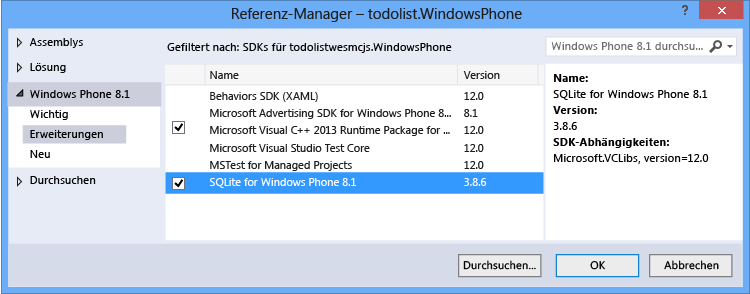 Referenz-Manager – todolist.WindowsPhone
? ×
Assemblys
Lösung
Windows Phone 8.1
Wichtig
Erweiterungen
Neu
Durchsuchen
Gefiltert nach: SDKs für todolistwesmcjs.WindowsPhone
Name Version
Behaviors SDK (XAML) 12.0
Microsoft Advertising SDK for Windows Phone 8... 8.1
Microsoft Visual C++ 2013 Runtime Package for ... 12.0
Microsoft Visual Studio Test Core 12.0
MSTest for Managed Projects 12.0
SQLite for Windows Phone 8.1 3.8.6
Windows Phone 8.1 durchsu...
Name:
SQLite for Windows Phone 8.1
Version:
3.8.6
SDK-Abhängigkeiten:
Microsoft.VCLibs, version=12.0
Durchsuchen... OK Abbrechen